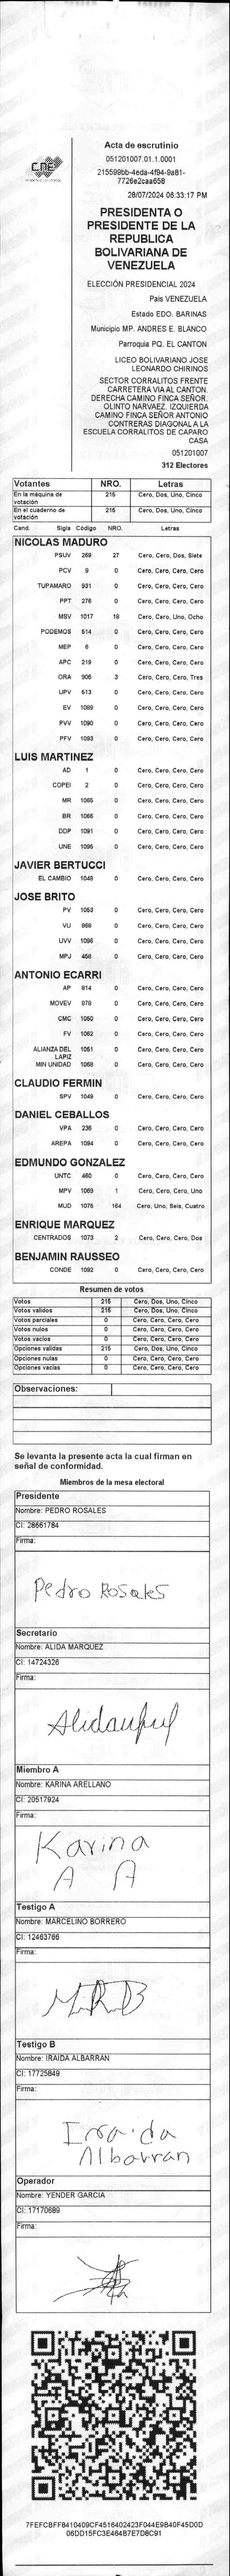 CNE
Acta de escrutinio
051201007.01.1.0001
215599bb-4eda-4f94-9a81-
7726e2caa658
28/07/2024 06:33:17 PM
PRESIDENTA O
PRESIDENTE DE LA
REPUBLICA
BOLIVARIANA DE
VENEZUELA
ELECCIÓN PRESIDENCIAL 2024
País VENEZUELA
Estado EDO. BARINAS
Municipio MP. ANDRES E. BLANCO
Parroquia PQ. EL CANTON
LICEO BOLIVARIANO JOSE
LEONARDO CHIRINOS
SECTOR CORRALITOS FRENTE
CARRETERA VIA AL CANTON.
DERECHA CAMINO FINCA SEÑOR.
OLINTO NARVAEZ. IZQUIERDA
CAMINO FINCA SEÑOR ANTONIO
CONTRERAS DIAGONAL A LA
ESCUELA CORRALITOS DE CAPARO
CASA
051201007
312 Electores
Votantes NRO. Letras
En la máquina de votación 215 Cero, Dos, Uno, Cinco
En el cuaderno de votación 215 Cero, Dos, Uno, Cinco
Cand. Sigla Código NRO. Letras
NICOLAS MADURO
PSUV 269 27 Cero, Cero, Dos, Siete
PCV 9 0 Cero, Cero, Cero, Cero
TUPAMARO 931 0 Cero, Cero, Cero, Cero
PPT 276 0 Cero, Cero, Cero, Cero
MSV 1017 18 Cero, Cero, Uno, Ocho
PODEMOS 514 0 Cero, Cero, Cero, Cero
MEP 6 0 Cero, Cero, Cero, Cero
APC 219 0 Cero, Cero, Cero, Cero
ORA 906 3 Cero, Cero, Cero, Tres
UPV 513 0 Cero, Cero, Cero, Cero
EV 1089 0 Cero, Cero, Cero, Cero
PVV 1090 0 Cero, Cero, Cero, Cero
PFV 1093 0 Cero, Cero, Cero, Cero
LUIS MARTINEZ
AD 1 0 Cero, Cero, Cero, Cero
COPEI 2 0 Cero, Cero, Cero, Cero
MR 1065 0 Cero, Cero, Cero, Cero
BR 1066 0 Cero, Cero, Cero, Cero
DDP 1091 0 Cero, Cero, Cero, Cero
UNE 1095 0 Cero, Cero, Cero, Cero
JAVIER BERTUCCI
EL CAMBIO 1048 0 Cero, Cero, Cero, Cero
JOSE BRITO
PV 1053 0 Cero, Cero, Cero, Cero
VU 868 0 Cero, Cero, Cero, Cero
UVV 1096 0 Cero, Cero, Cero, Cero
MPJ 456 0 Cero, Cero, Cero, Cero
ANTONIO ECARRI
AP 814 0 Cero, Cero, Cero, Cero
MOVEV 978 0 Cero, Cero, Cero, Cero
CMC 1050 0 Cero, Cero, Cero, Cero
FV 1062 0 Cero, Cero, Cero, Cero
ALIANZA DEL LAPIZ 1051 0 Cero, Cero, Cero, Cero
MIN UNIDAD 1068 0 Cero, Cero, Cero, Cero
CLAUDIO FERMIN
SPV 1049 0 Cero, Cero, Cero, Cero
DANIEL CEBALLOS
VPA 236 0 Cero, Cero, Cero, Cero
AREPA 1094 0 Cero, Cero, Cero, Cero
EDMUNDO GONZALEZ
UNTC 460 0 Cero, Cero, Cero, Cero
MPV 1069 1 Cero, Cero, Cero, Uno
MUD 1076 164 Cero, Uno, Seis, Cuatro
ENRIQUE MARQUEZ
CENTRADOS 1073 2 Cero, Cero, Cero, Dos
BENJAMIN RAUSSEO
CONDE 1092 0 Cero, Cero, Cero, Cero
Resumen de votos
Votos 215 Cero, Dos, Uno, Cinco
Votos validos 215 Cero, Dos, Uno, Cinco
Votos parciales 0 Cero, Cero, Cero, Cero
Votos nulos 0 Cero, Cero, Cero, Cero
Votos vacios 0 Cero, Cero, Cero, Cero
Opciones validas 215 Cero, Dos, Uno, Cinco
Opciones nulas 0 Cero, Cero, Cero, Cero
Opciones vacias 0 Cero, Cero, Cero, Cero
Observaciones:
Se levanta la presente acta la cual firman en
señal de conformidad.
Miembros de la mesa electoral
Presidente
Nombre: PEDRO ROSALES
CI: 28661784
Firma:
Pedro Rosales
Secretario
Nombre: ALIDA MARQUEZ
CI: 14724326
Firma:
Miembro A
Nombre: KARINA ARELLANO
CI: 20517924
Firma:
Karina
A A
Testigo A
Nombre: MARCELINO BORRERO
CI: 12463766
Firma:
Testigo B
Nombre: IRAIDA ALBARRAN
CI: 17725849
Firma:
Iraida
Albarran
Operador
Nombre: YENDER GARCIA
CI: 17170689
Firma:
7FEFCBFF8410409CF4516402423F044E9B40F45D0D
06DD15FC3E464B7E7D8C91